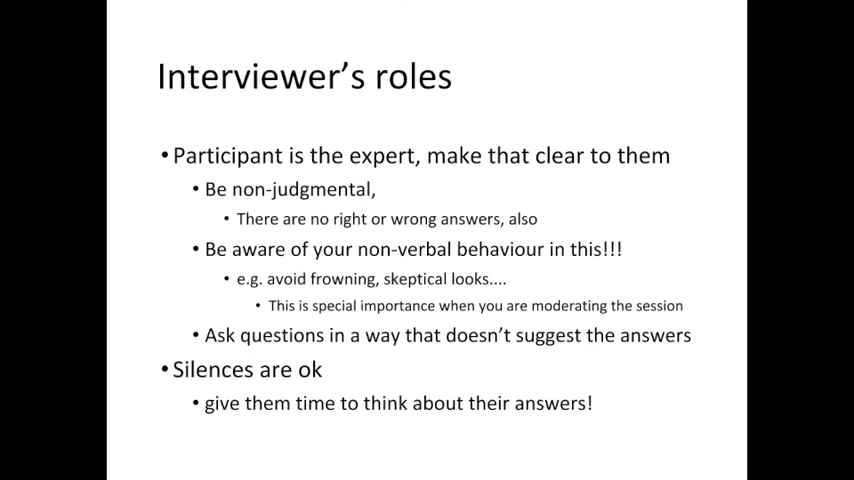 Interviewer's roles
• Participant is the expert, make that clear to them
• Be non-judgmental,
• There are no right or wrong answers, also
• Be aware of your non-verbal behaviour in this!!!
• e.g. avoid frowning, skeptical looks....
• This is special importance when you are moderating the session
• Ask questions in a way that doesn't suggest the answers
• Silences are ok
• give them time to think about their answers!